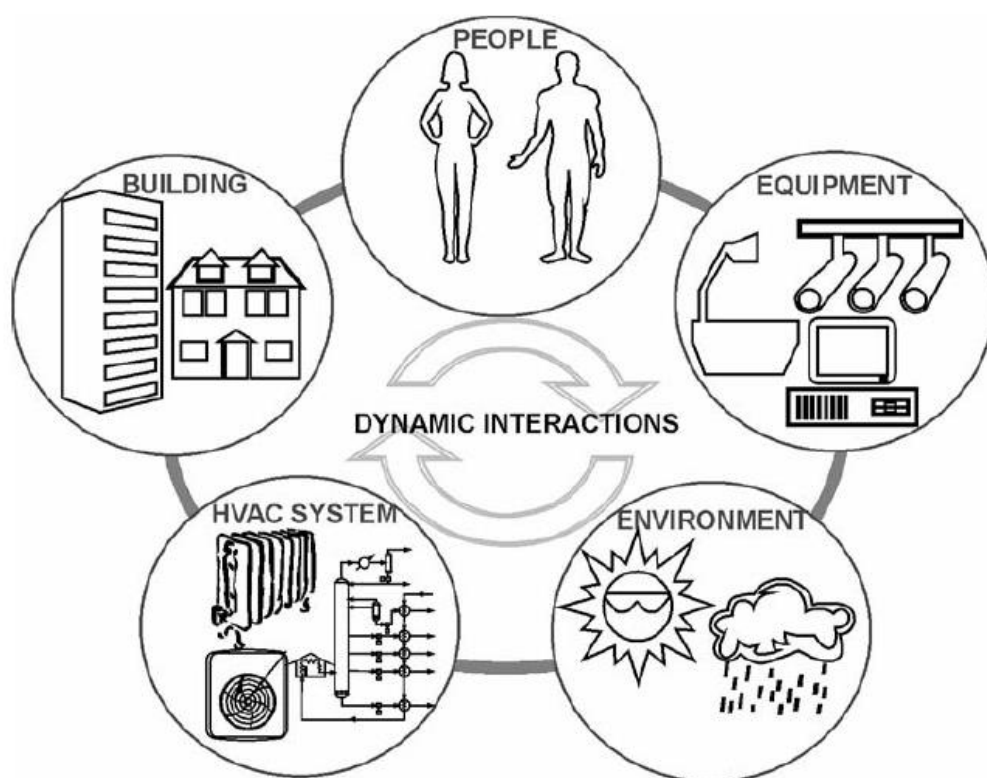 PEOPLE
BUILDING
EQUIPMENT
DYNAMIC INTERACTIONS
HVAC SYSTEM
ENVIRONMENT